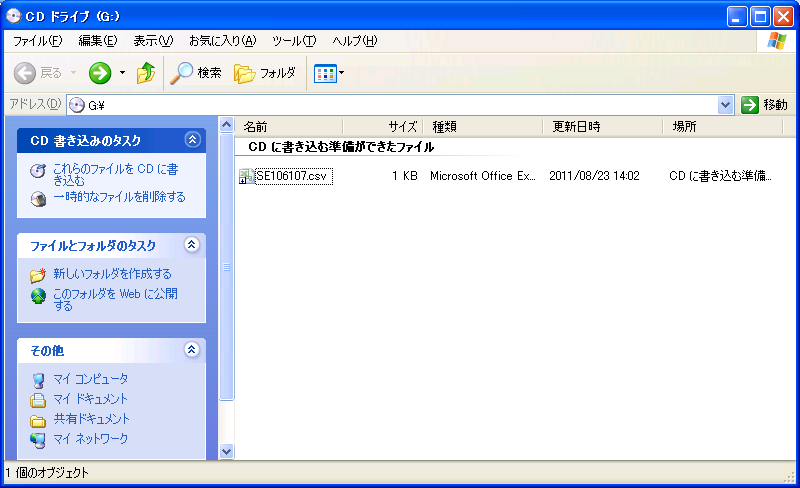 CD ドライブ (G:)
ファイル(F) 編集(E) 表示(V) お気に入り(A) ツール(T) ヘルプ(H)
戻る 検索 フォルダ
アドレス(D) G:¥ 移動
CD 書き込みのタスク
これらのファイルを CD に書
き込む
一時的なファイルを削除する
ファイルとフォルダのタスク
新しいフォルダを作成する
このフォルダを Web に公開
する
その他
マイ コンピュータ
マイ ドキュメント
共有ドキュメント
マイ ネットワーク
名前 サイズ 種類 更新日時 場所
CD に書き込む準備ができたファイル
SE106107.csv 1 KB Microsoft Office Ex... 2011/08/23 14:02 CD に書き込む準備...
1 個のオブジェクト